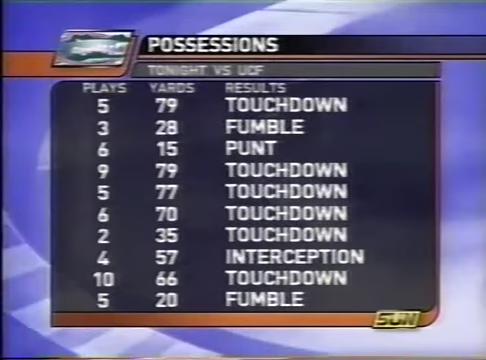 POSSESSIONS
TONIGHT VS UCF
PLAYS YARDS RESULTS
5 79 TOUCHDOWN
3 28 FUMBLE
6 15 PUNT
9 79 TOUCHDOWN
5 77 TOUCHDOWN
6 70 TOUCHDOWN
2 35 TOUCHDOWN
4 57 INTERCEPTION
10 66 TOUCHDOWN
5 20 FUMBLE
SUN